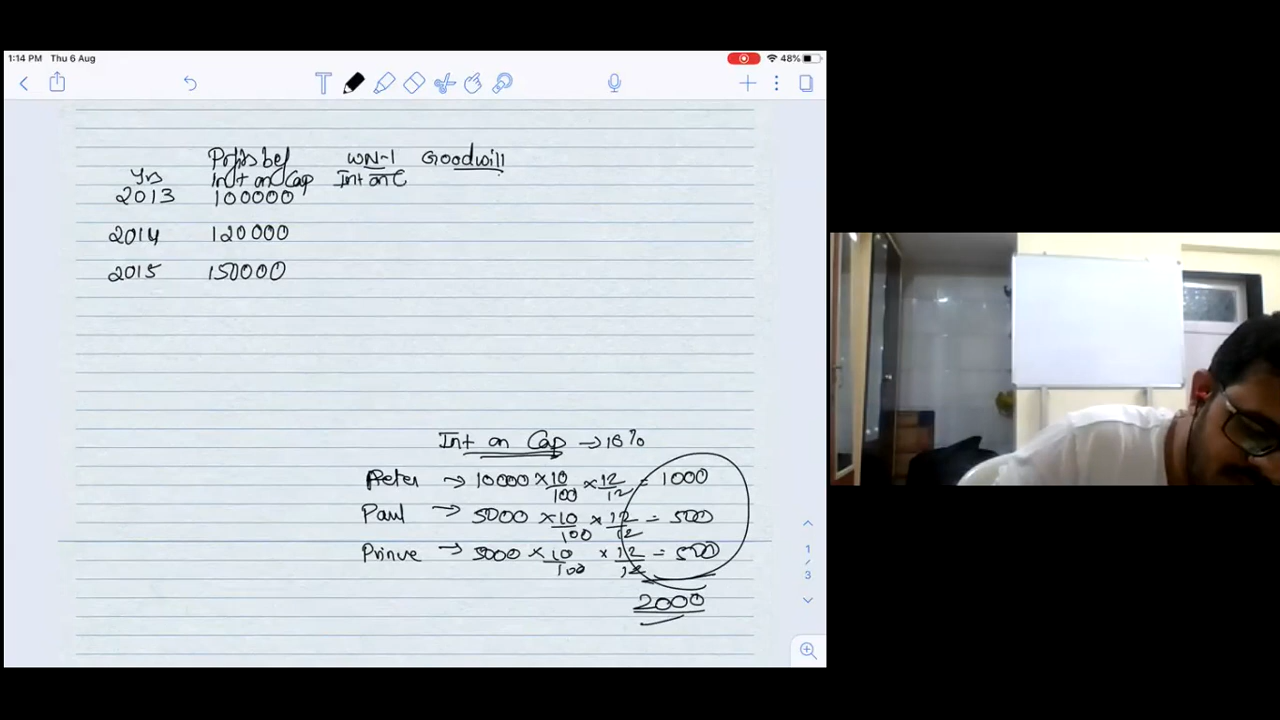 1:14 PM Thu 6 Aug
48%
T
Profits bef WN-1 Goodwill
Yrs Int on Cap Int on C
2013 100000
2014 120000
2015 150000
Int on Cap → 10%
Peter → 10000 × 10/100 × 12/12 = 1000
Paul → 5000 × 10/100 × 12/12 = 500
Prince → 5000 × 10/100 × 12/12 = 500
2000
1
/
3